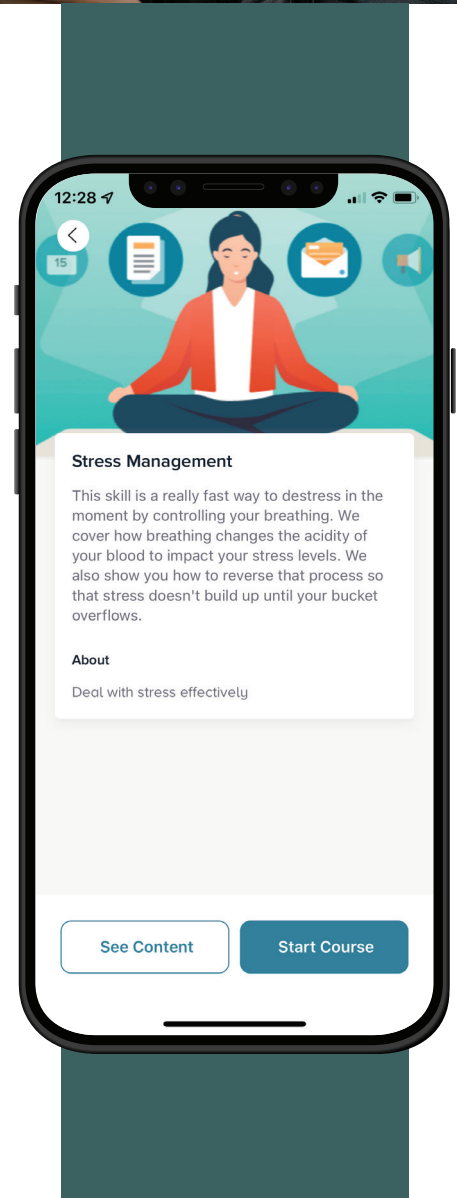 12:28
15
Stress Management
This skill is a really fast way to destress in the
moment by controlling your breathing. We
cover how breathing changes the acidity of
your blood to impact your stress levels. We
also show you how to reverse that process so
that stress doesn't build up until your bucket
overflows.
About
Deal with stress effectively
See Content
Start Course